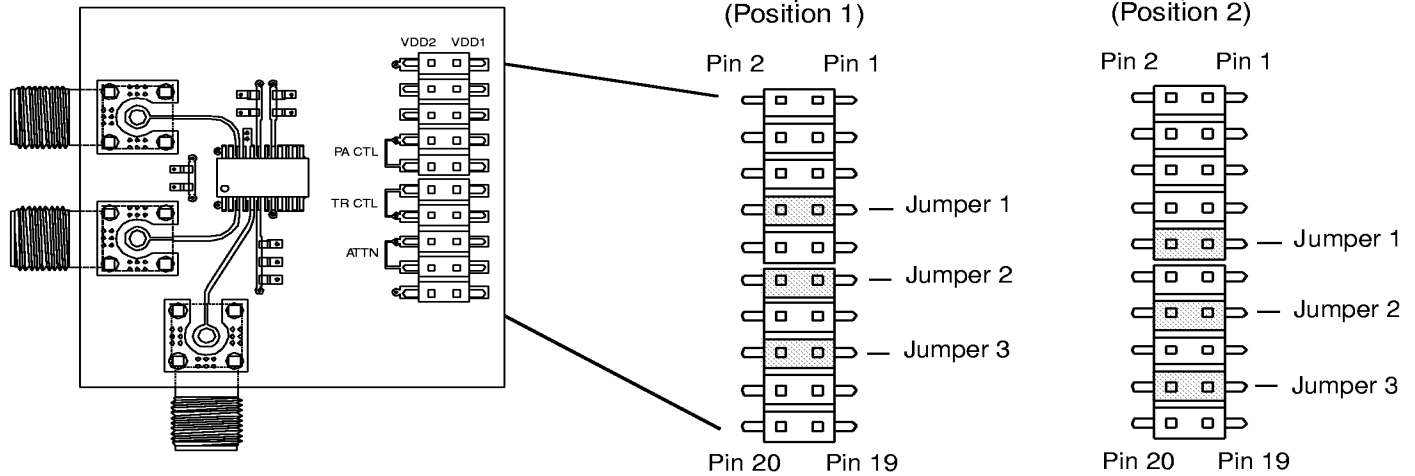 (Position 1)
(Position 2)
VDD2 VDD1
Pin 2 Pin 1
Pin 2 Pin 1
PA CTL
TR CTL
ATTN
Jumper 1
Jumper 2
Jumper 3
Jumper 1
Jumper 2
Jumper 3
Pin 20 Pin 19
Pin 20 Pin 19